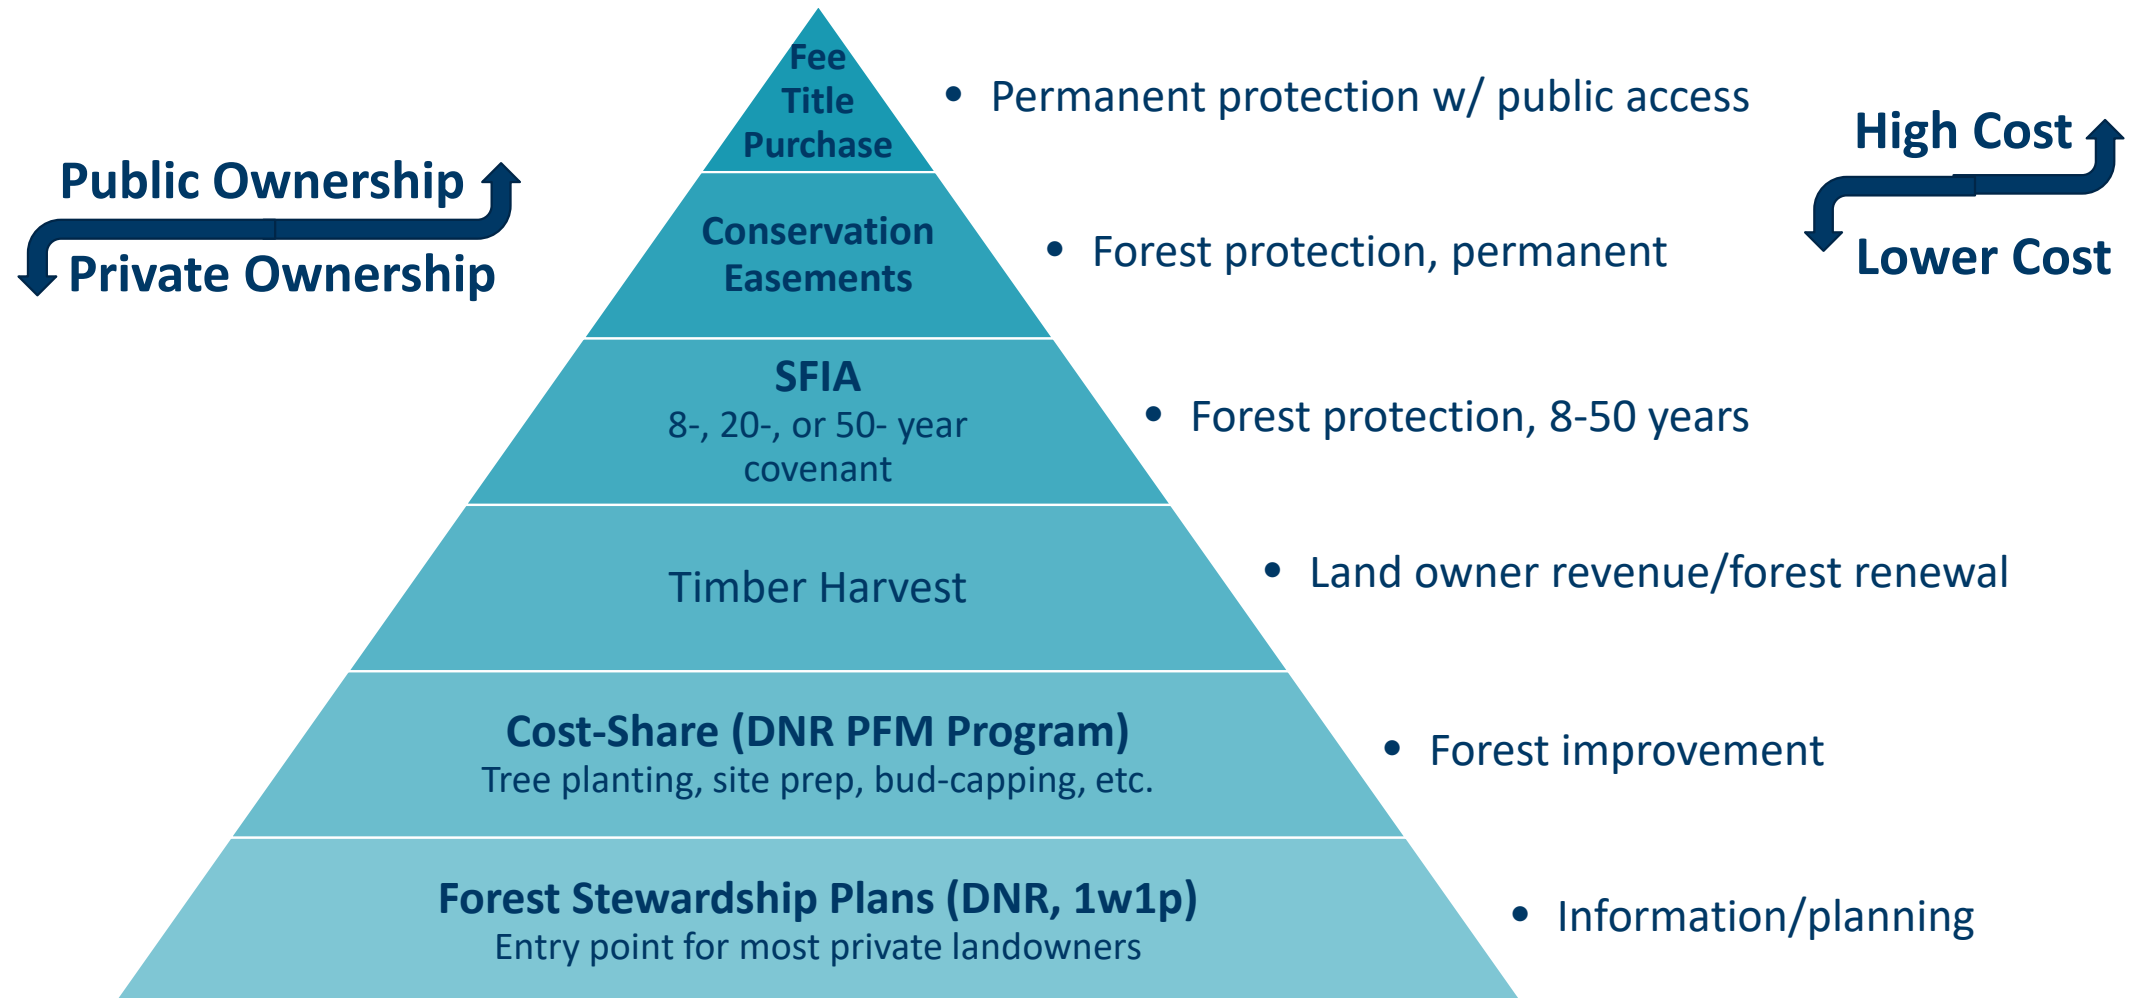 Fee
Title
Purchase
• Permanent protection w/ public access
High Cost
Lower Cost
Public Ownership
Private Ownership
Conservation
Easements
• Forest protection, permanent
SFIA
8-, 20-, or 50- year
covenant
• Forest protection, 8-50 years
Timber Harvest
• Land owner revenue/forest renewal
Cost-Share (DNR PFM Program)
Tree planting, site prep, bud-capping, etc.
• Forest improvement
Forest Stewardship Plans (DNR, 1w1p)
Entry point for most private landowners
• Information/planning